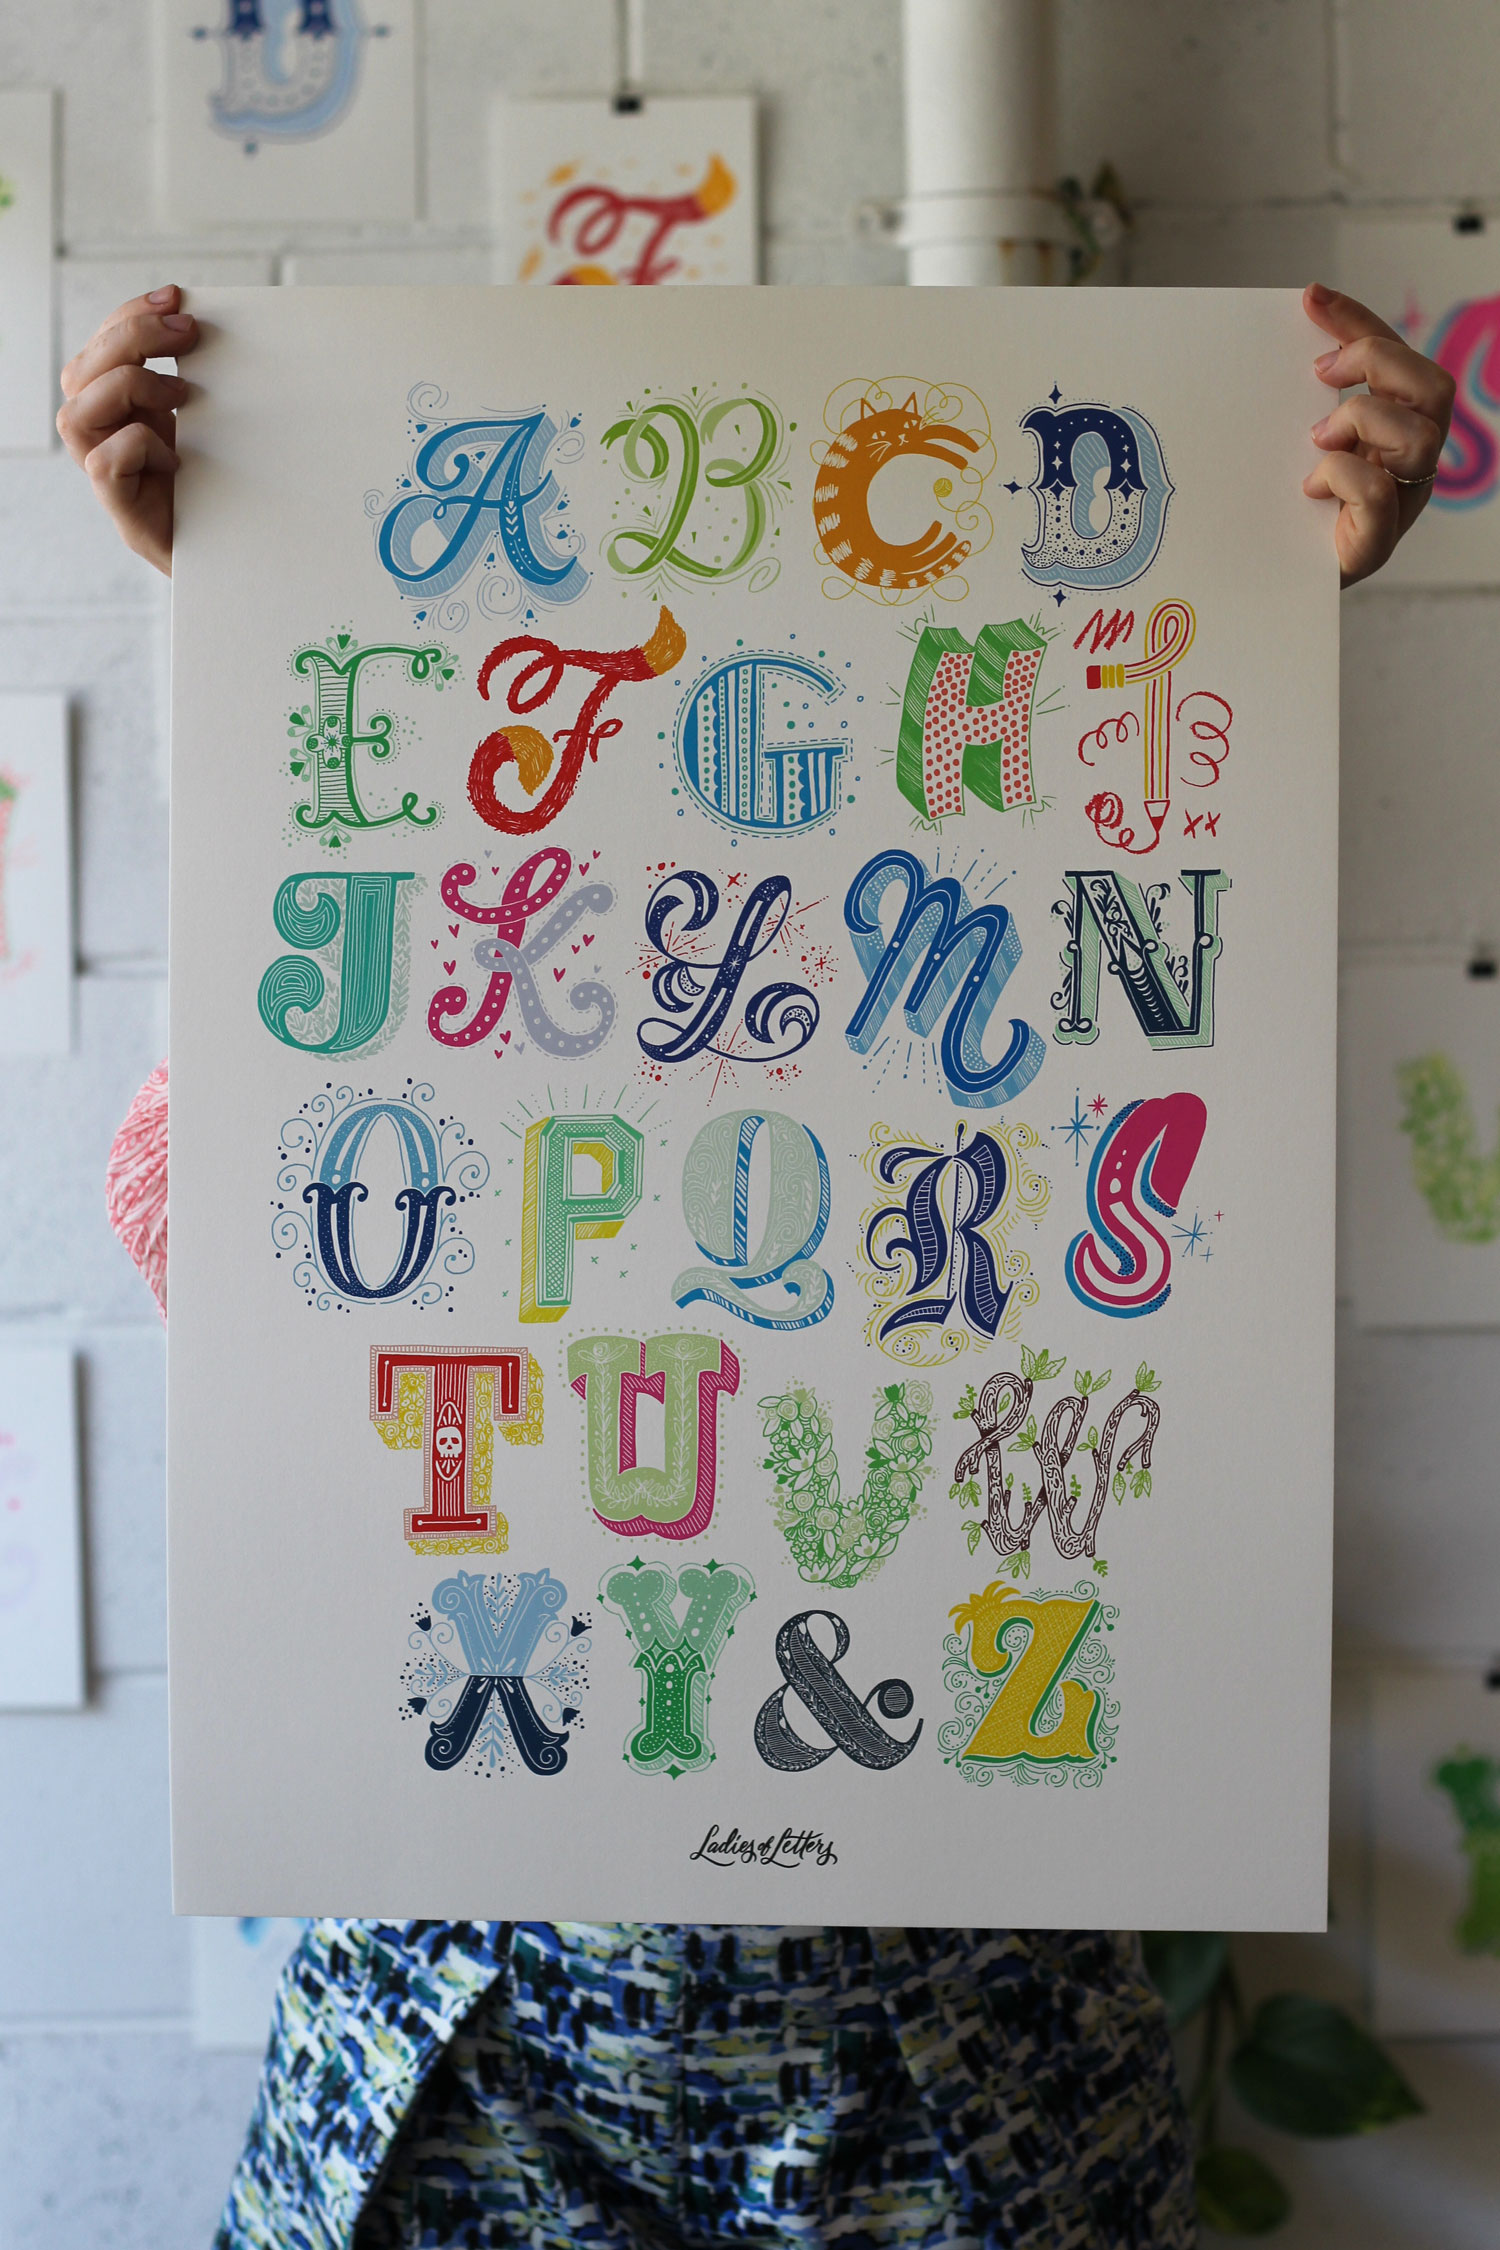 D
F
S
A B C D
E F G H I
J K L M N
O P Q R S
T U V W
X Y & Z
Ladies of Letters